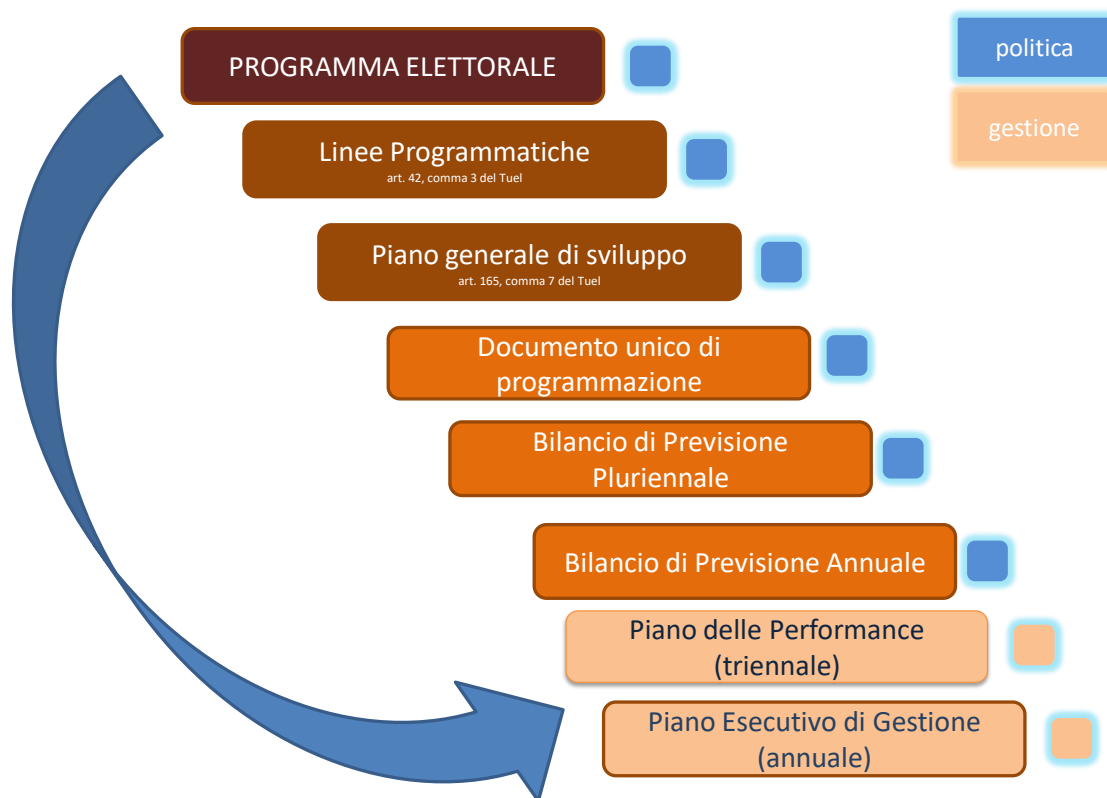 PROGRAMMA ELETTORALE
politica
gestione
Linee Programmatiche
art. 42, comma 3 del Tuel
Piano generale di sviluppo
art. 165, comma 7 del Tuel
Documento unico di
programmazione
Bilancio di Previsione
Pluriennale
Bilancio di Previsione Annuale
Piano delle Performance
(triennale)
Piano Esecutivo di Gestione
(annuale)